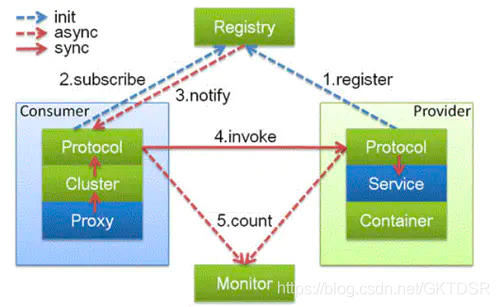 init
async
sync
Registry
2.subscribe
3.notify
1.register
Consumer
Provider
Protocol
4.invoke
Protocol
Cluster
Service
Proxy
5.count
Container
Monitor
https://blog.csdn.net/GKTDSR